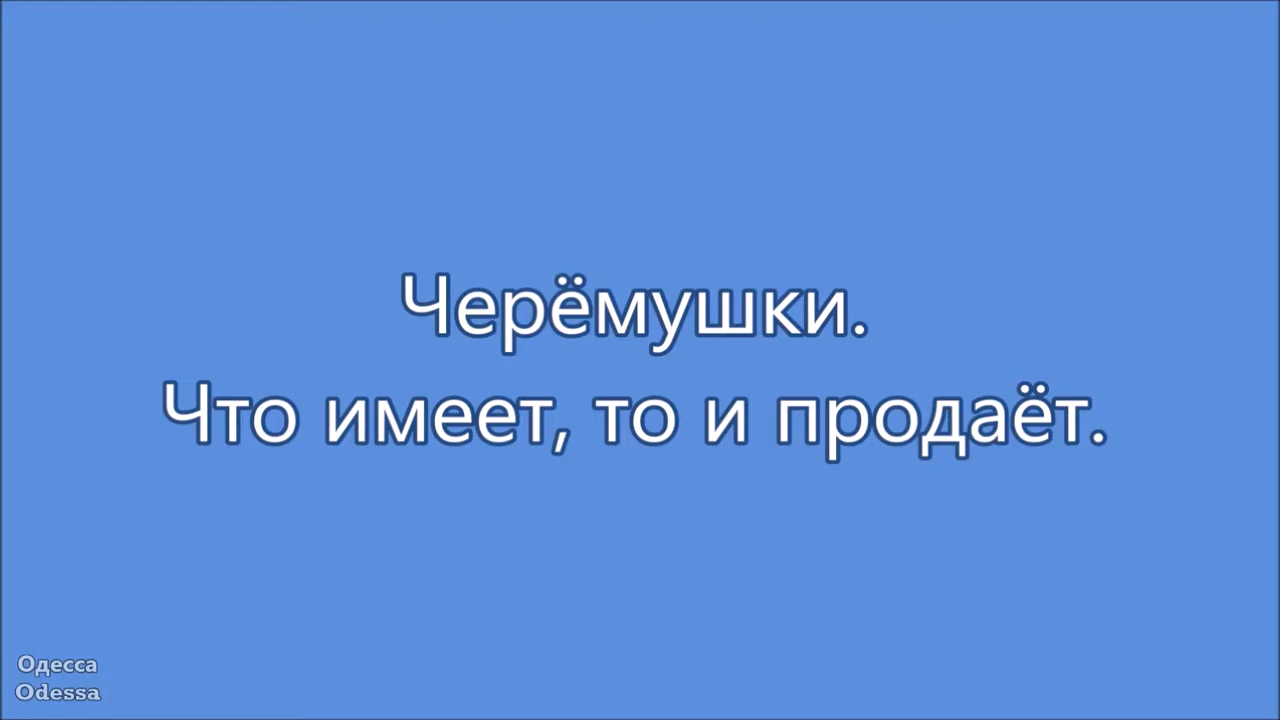 Черёмушки.
Что имеет, то и продаёт.
Одесса
Odessa